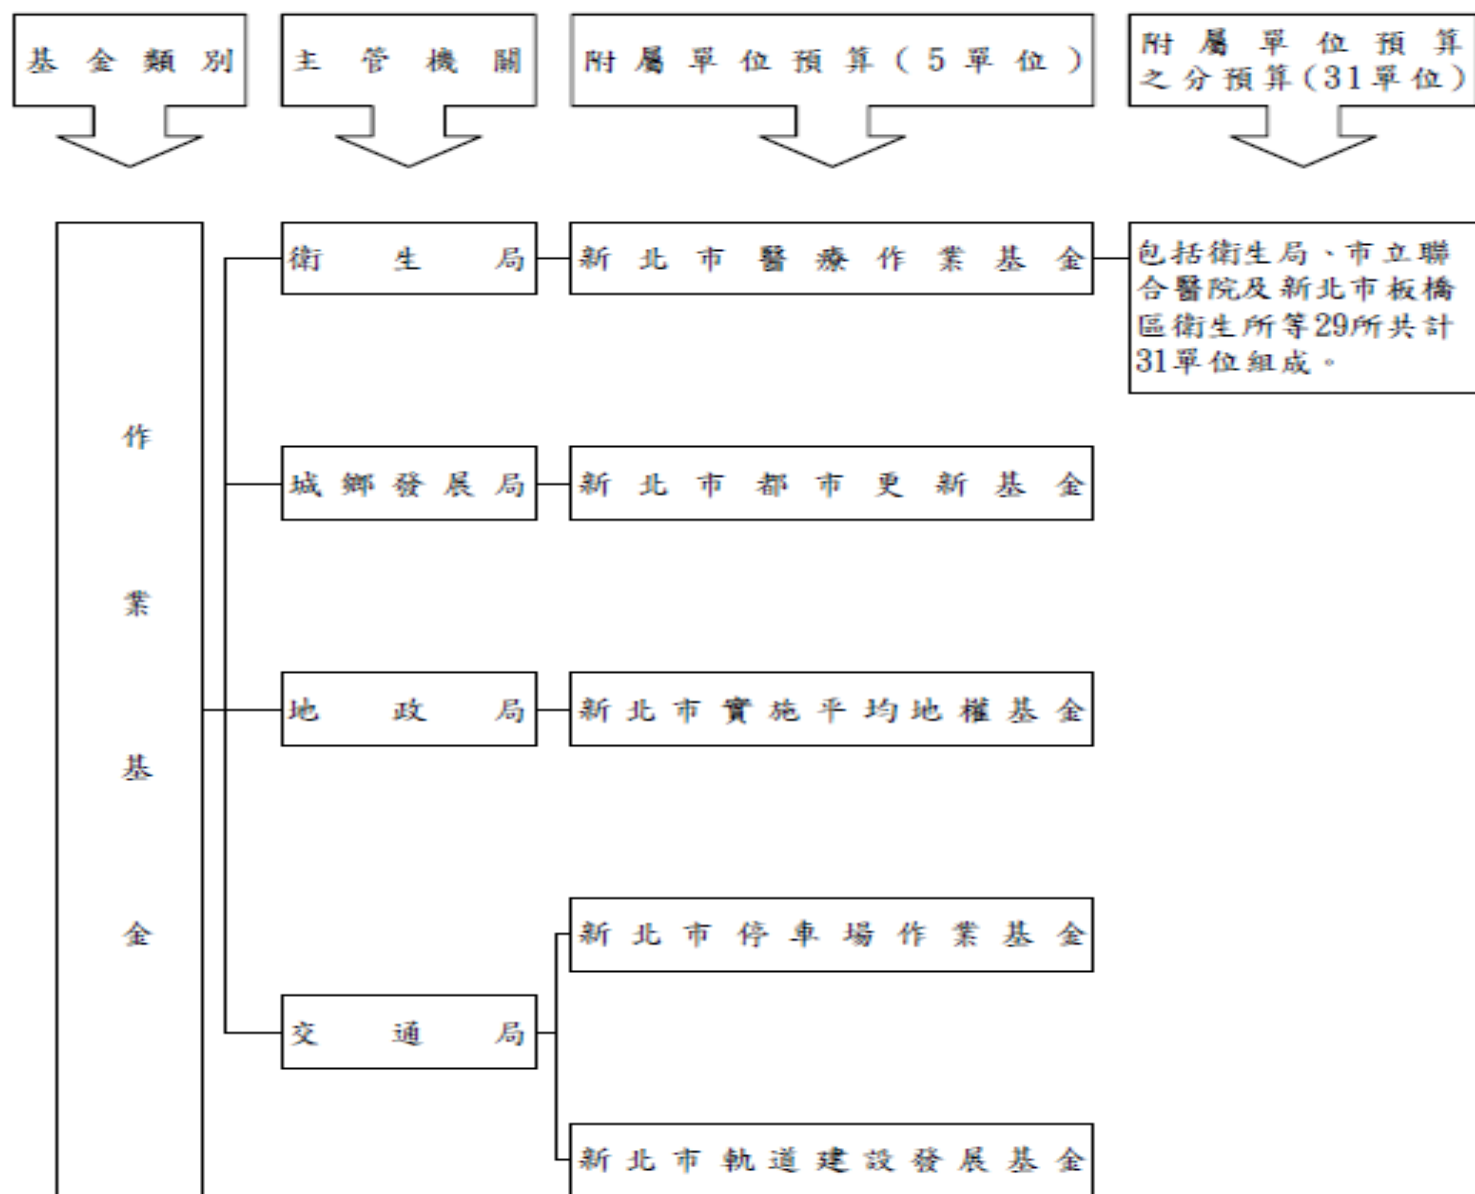 基金類別
主管機關
附屬單位預算(5單位)
附屬單位預算
之分預算(31單位)
作業基金
衛生局
新北市醫療作業基金
包括衛生局、市立聯
合醫院及新北市板橋
區衛生所等29所共計
31單位組成。
城鄉發展局
新北市都市更新基金
地政局
新北市實施平均地權基金
交通局
新北市停車場作業基金
新北市軌道建設發展基金